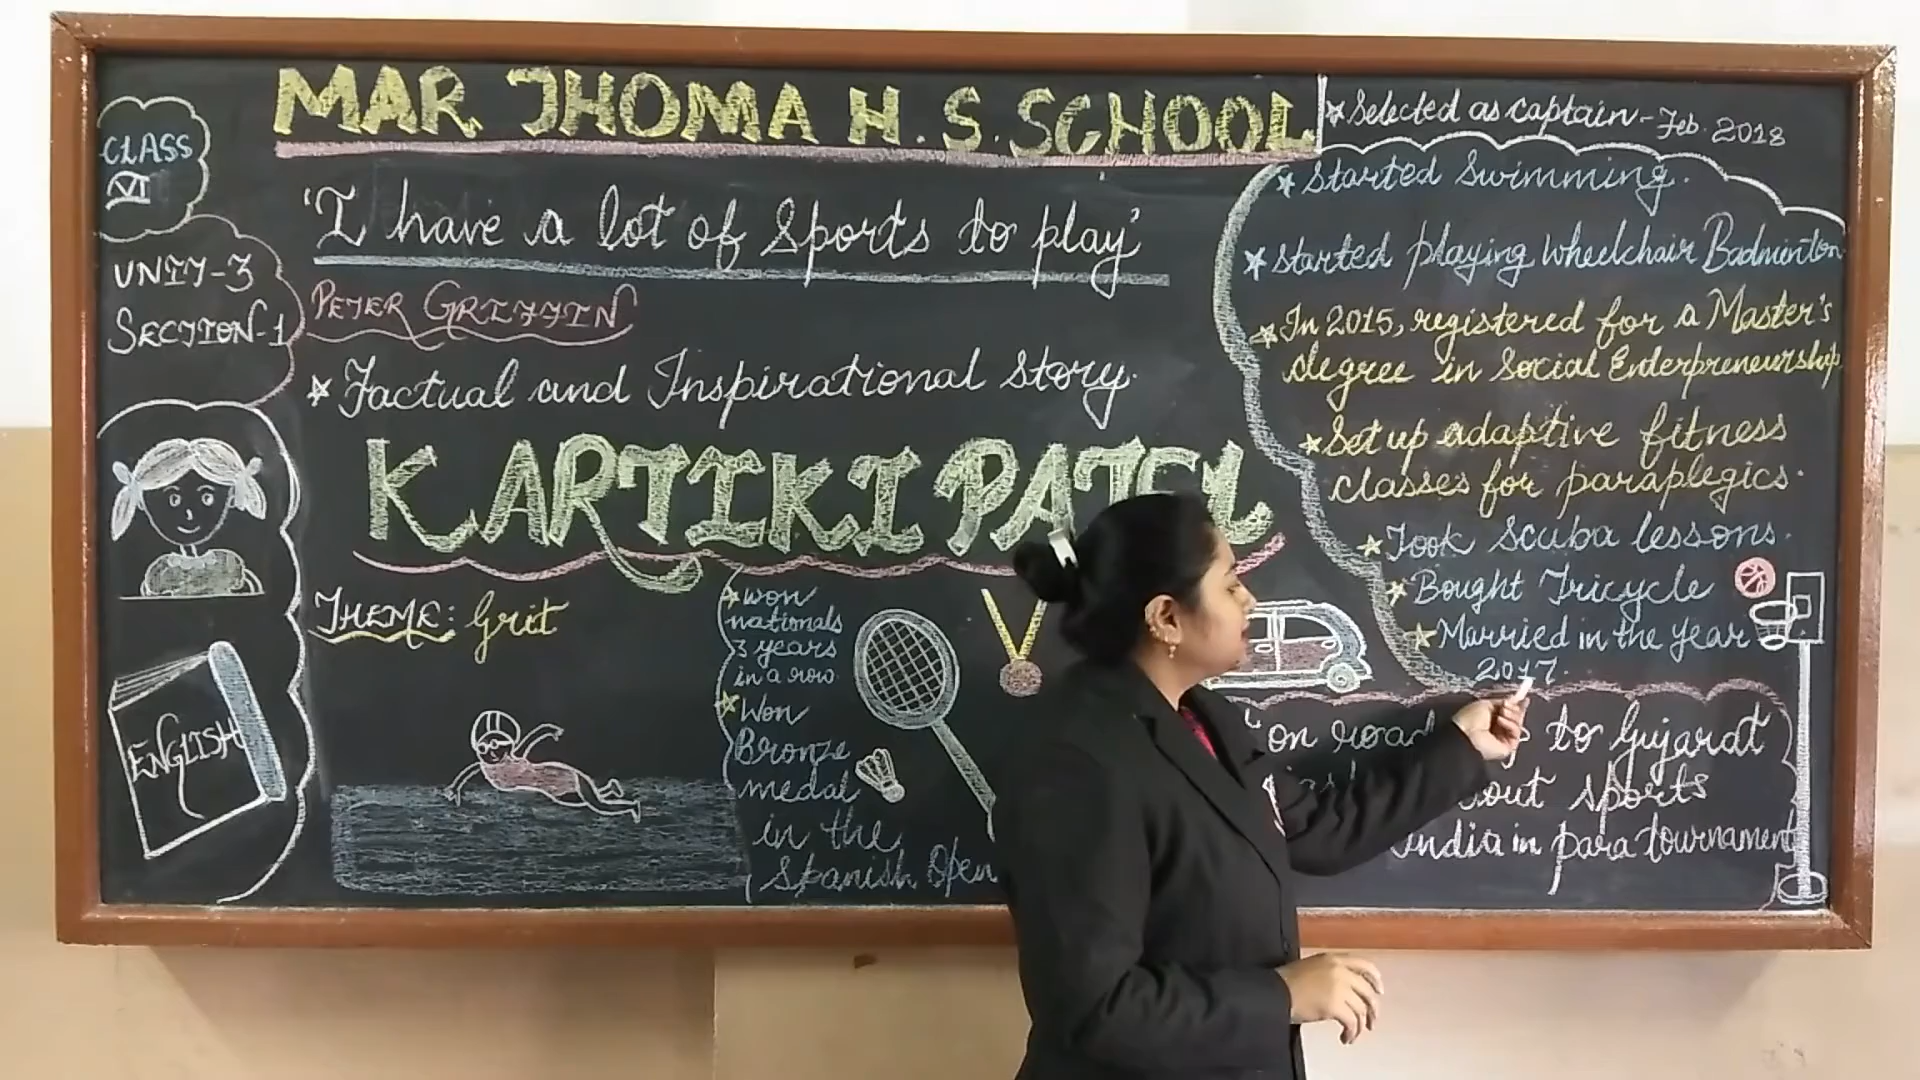 MAR THOMA H.S. SCHOOL
CLASS
VI
UNIT-3
SECTION-1
'I have a lot of Sports to play'
PETER GRIFFIN
* Factual and Inspirational story.
KARTIKI PATEL
THEME: Grit
ENGLISH
* won
nationals
3 years
in a row
* Won
Bronze
medal
in the
Spanish Open
* Selected as captain - Feb. 2018
* Started Swimming.
* started playing Wheelchair Badminton
* In 2015, registered for a Master's
degree in Social Enterpreneurship
* Set up adaptive fitness
classes for paraplegics.
* Took Scuba lessons.
* Bought Tricycle
* Married in the year
2017.
on road to Gujarat
sports
India in para tournament